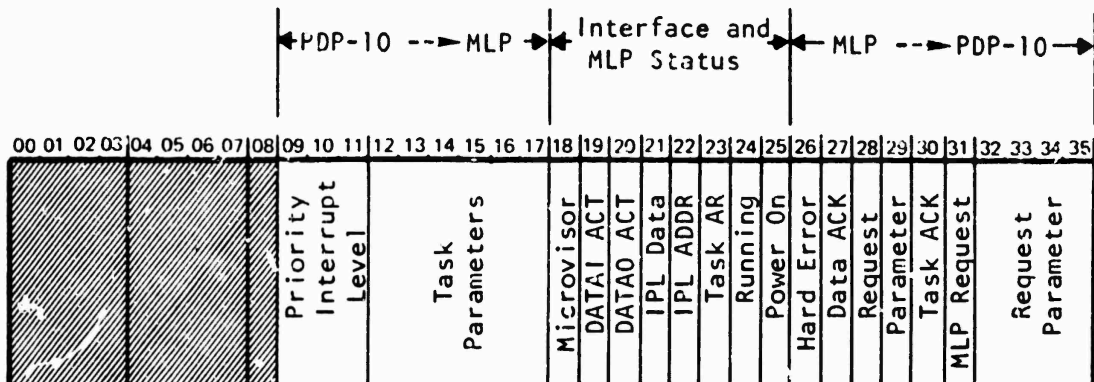 PDP-10 --→ MLP
Interface and
MLP Status
MLP --→ PDP-10
00 01 02 03 04 05 06 07 08 09 10 11 12 13 14 15 16 17 18 19 20 21 22 23 24 25 26 27 28 29 30 31 32 33 34 35
Priority
Interrupt
Level
Task
Parameters
Microvisor
DATAI ACT
DATAO ACT
IPL Data
IPL ADDR
Task AR
Running
Power On
Hard Error
Data ACK
Request
Parameter
Task ACK
MLP Request
Request
Parameter